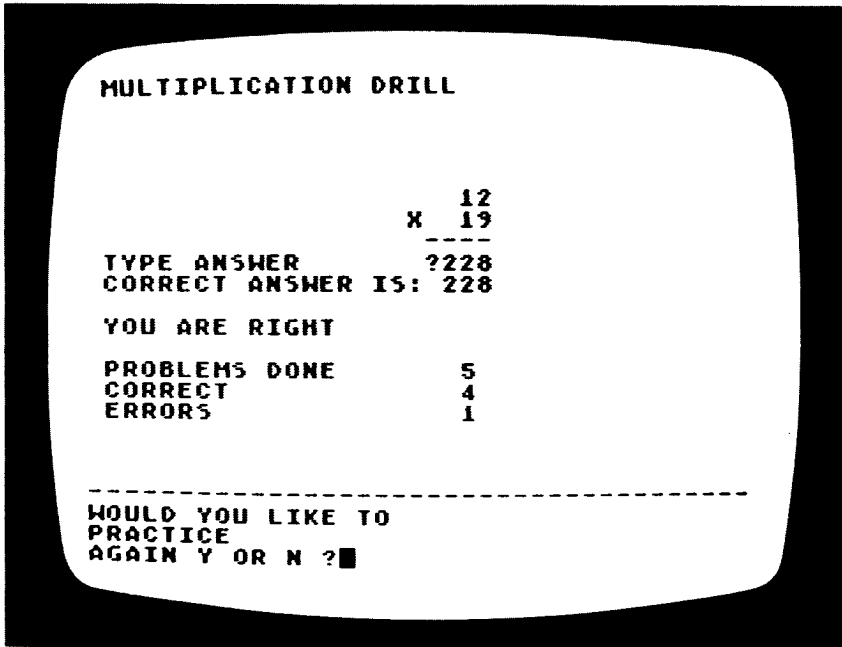 MULTIPLICATION DRILL
12
X 19
----
TYPE ANSWER ?228
CORRECT ANSWER IS: 228
YOU ARE RIGHT
PROBLEMS DONE 5
CORRECT 4
ERRORS 1
--------------------------------------
WOULD YOU LIKE TO
PRACTICE
AGAIN Y OR N ?